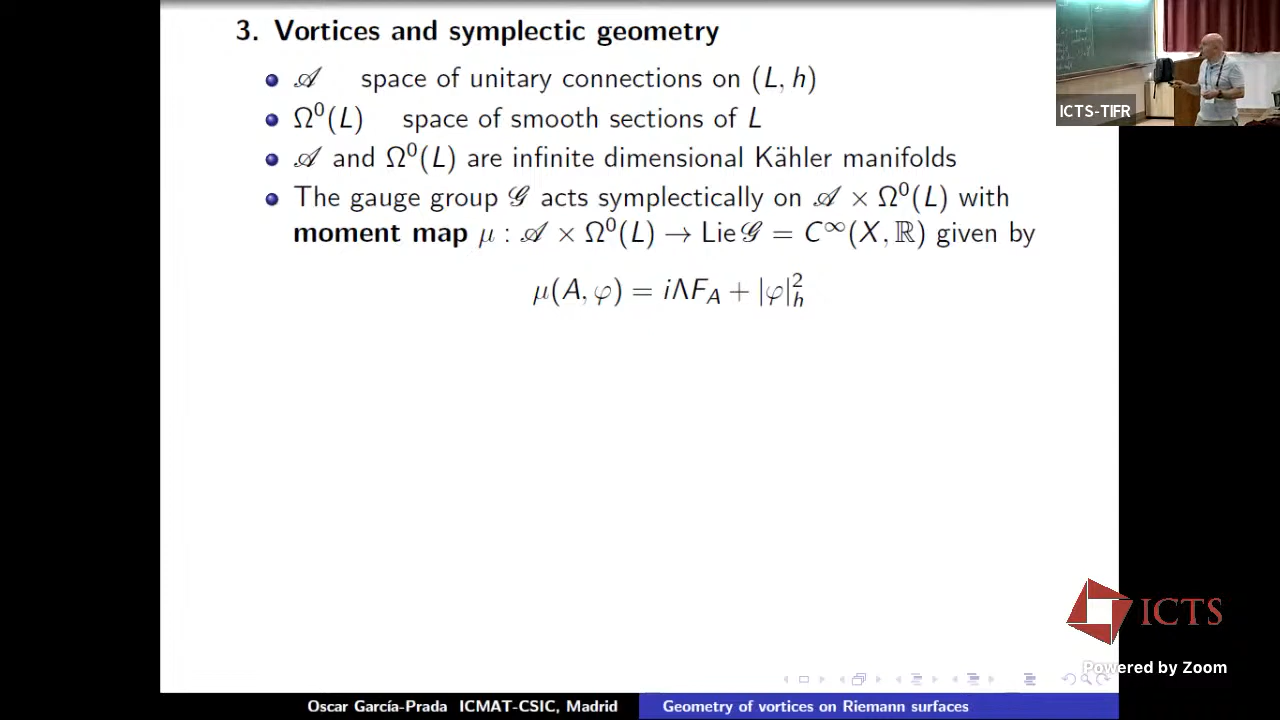 3. Vortices and symplectic geometry
𝒜 space of unitary connections on (L, h)
Ω⁰(L) space of smooth sections of L
𝒜 and Ω⁰(L) are infinite dimensional Kähler manifolds
The gauge group 𝒢 acts symplectically on 𝒜 × Ω⁰(L) with
moment map μ : 𝒜 × Ω⁰(L) → Lie 𝒢 = C^∞(X, ℝ) given by
μ(A, φ) = iΛF_A + |φ|²_h
ICTS-TIFR
ICTS
Powered by Zoom
Oscar García-Prada ICMAT-CSIC, Madrid
Geometry of vortices on Riemann surfaces